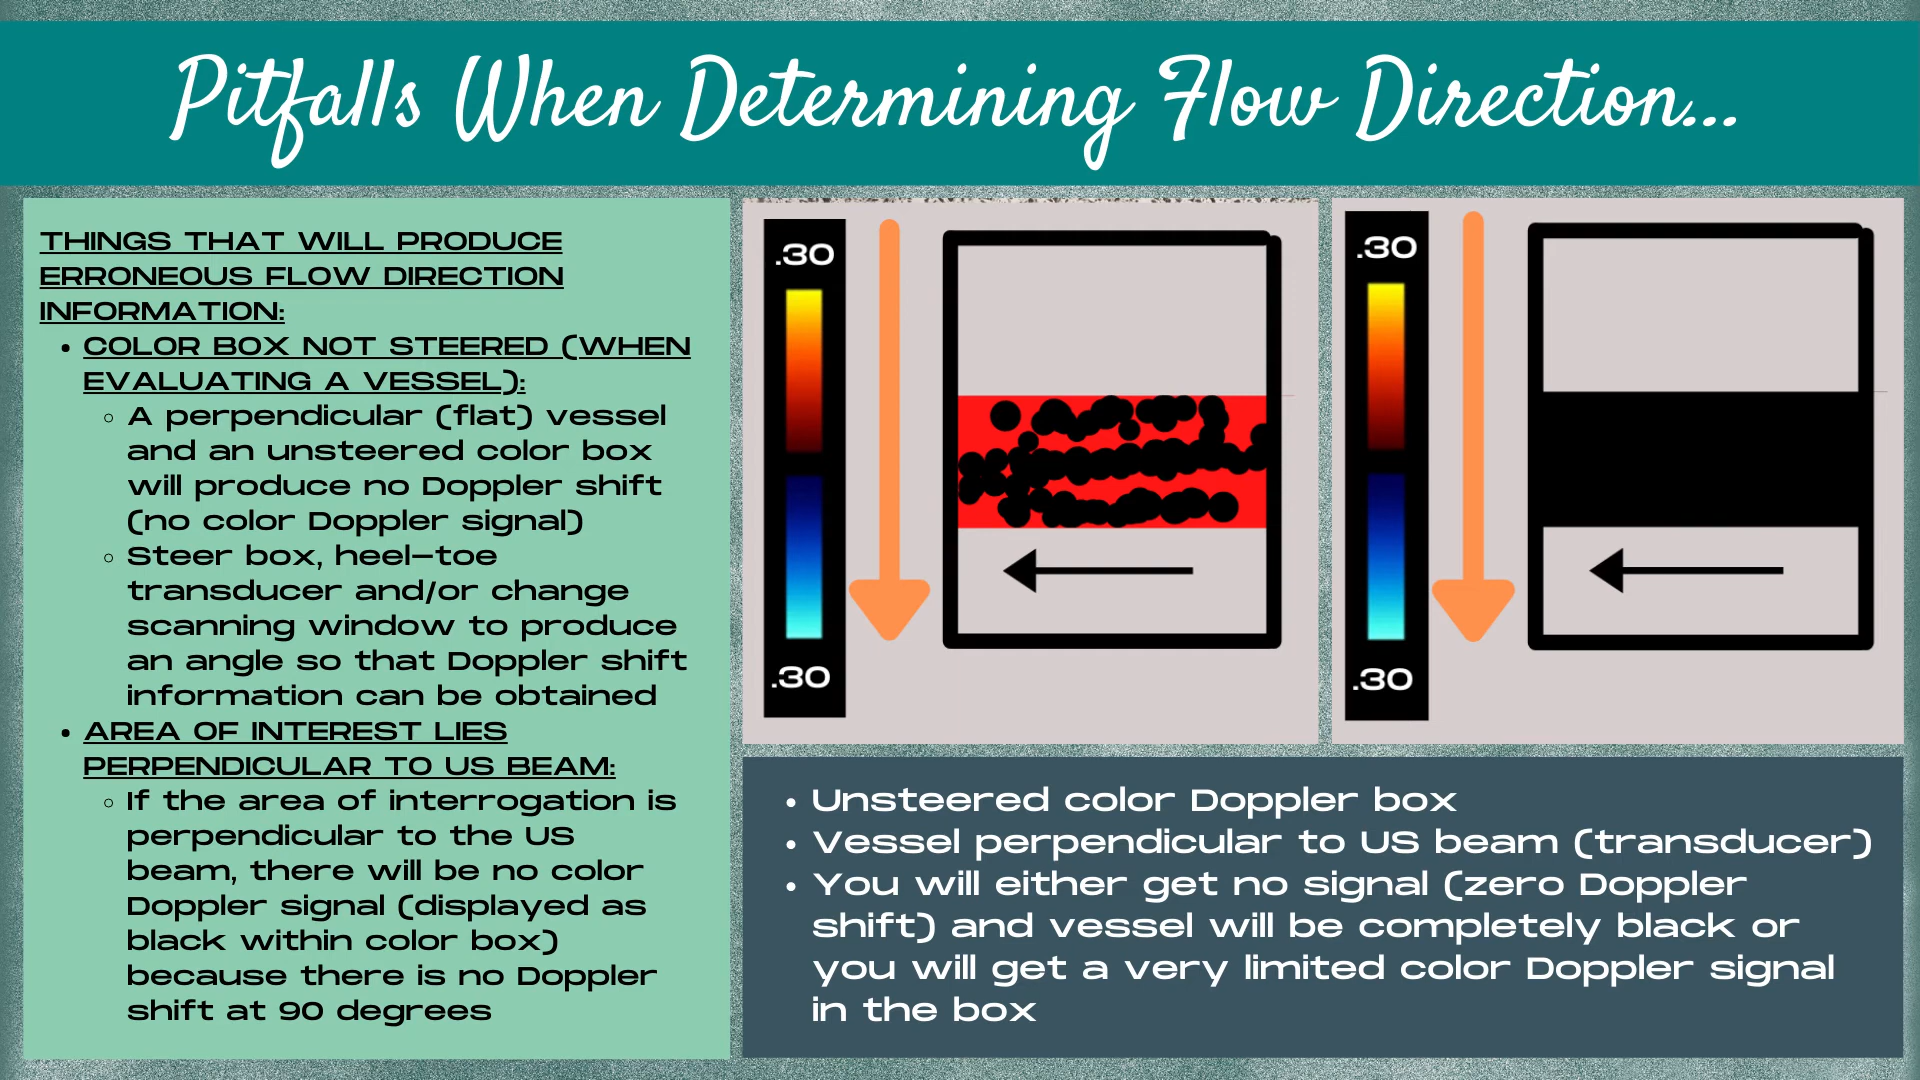 Pitfalls When Determining Flow Direction...
THINGS THAT WILL PRODUCE
ERRONEOUS FLOW DIRECTION
INFORMATION:
• COLOR BOX NOT STEERED (WHEN
EVALUATING A VESSEL):
◦ A perpendicular (flat) vessel
and an unsteered color box
will produce no Doppler shift
(no color Doppler signal)
◦ Steer box, heel-toe
transducer and/or change
scanning window to produce
an angle so that Doppler shift
information can be obtained
• AREA OF INTEREST LIES
PERPENDICULAR TO US BEAM:
◦ If the area of interrogation is
perpendicular to the US
beam, there will be no color
Doppler signal (displayed as
black within color box)
because there is no Doppler
shift at 90 degrees
.30
.30
.30
.30
• Unsteered color Doppler box
• Vessel perpendicular to US beam (transducer)
• You will either get no signal (zero Doppler
shift) and vessel will be completely black or
you will get a very limited color Doppler signal
in the box